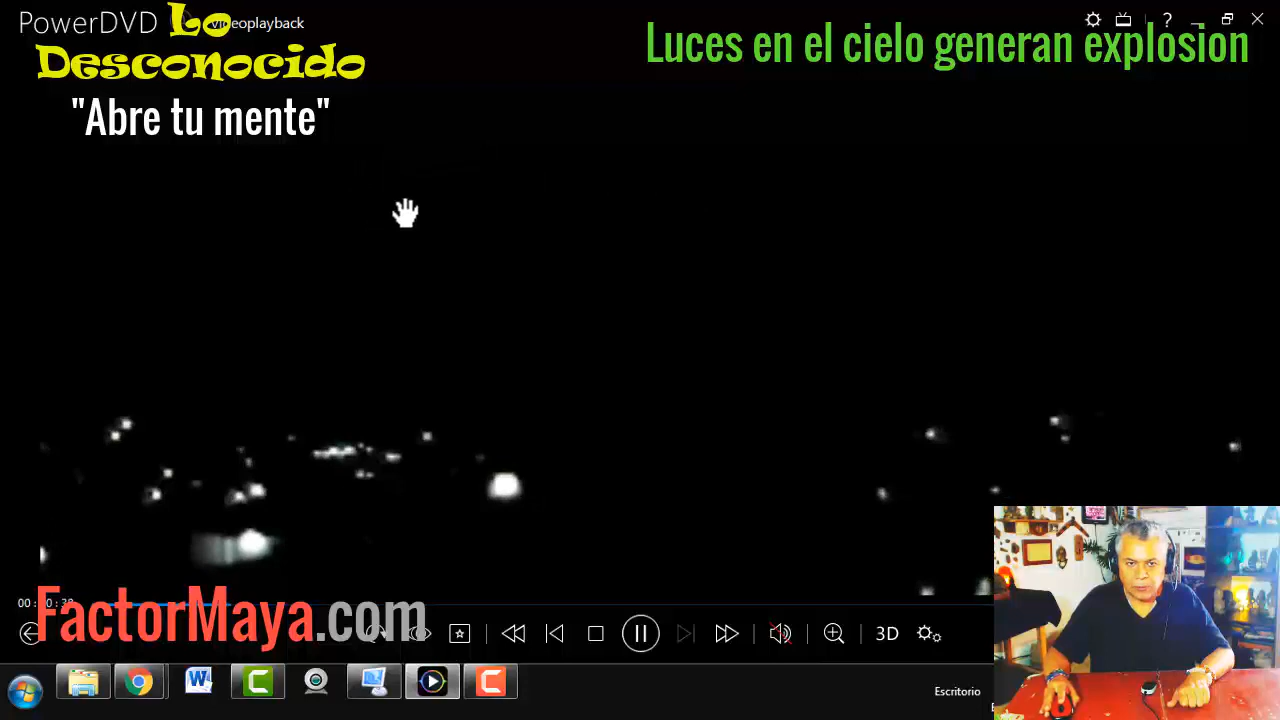 PowerDVD
videoplayback
?
Lo
Desconocido
"Abre tu mente"
Luces en el cielo generan explosion
FactorMaya.com
3D
Escritorio